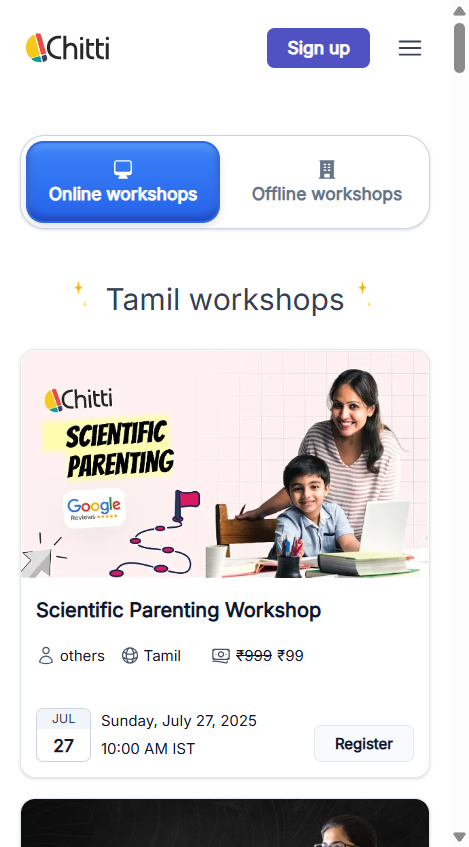 Chitti
Sign up
Online workshops
Offline workshops
Tamil workshops
Chitti
SCIENTIFIC
PARENTING
Google
Reviews
Scientific Parenting Workshop
others
Tamil
₹999 ₹99
JUL
27
Sunday, July 27, 2025
10:00 AM IST
Register